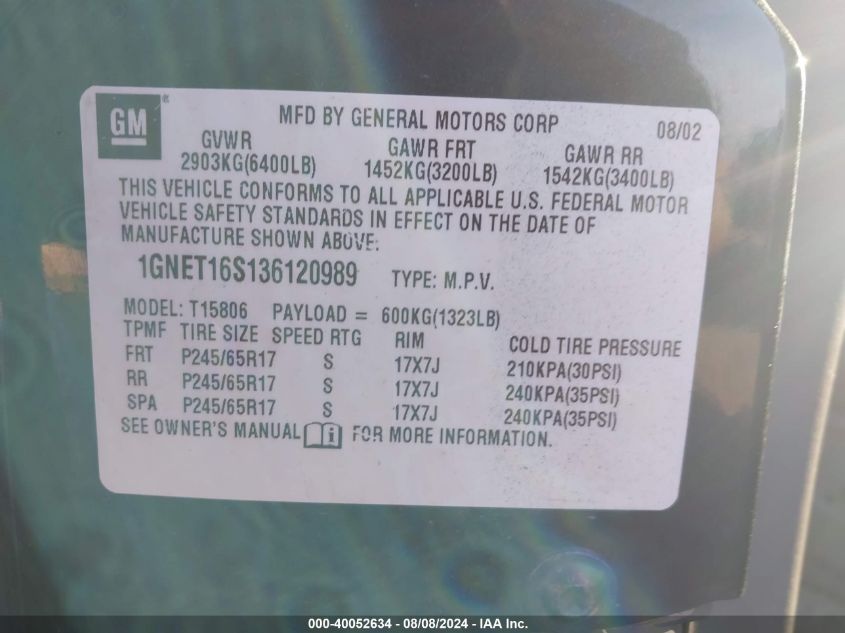 GM
MFD BY GENERAL MOTORS CORP 08/02
GVWR GAWR FRT GAWR RR
2903KG(6400LB) 1452KG(3200LB) 1542KG(3400LB)
THIS VEHICLE CONFORMS TO ALL APPLICABLE U.S. FEDERAL MOTOR
VEHICLE SAFETY STANDARDS IN EFFECT ON THE DATE OF
MANUFACTURE SHOWN ABOVE:
1GNET16S136120989 TYPE: M.P.V.
MODEL: T15806 PAYLOAD = 600KG(1323LB)
TPMF TIRE SIZE SPEED RTG RIM COLD TIRE PRESSURE
FRT P245/65R17 S 17X7J 210KPA(30PSI)
RR P245/65R17 S 17X7J 240KPA(35PSI)
SPA P245/65R17 S 17X7J 240KPA(35PSI)
SEE OWNER'S MANUAL i FOR MORE INFORMATION.
000-40052634 - 08/08/2024 - IAA Inc.